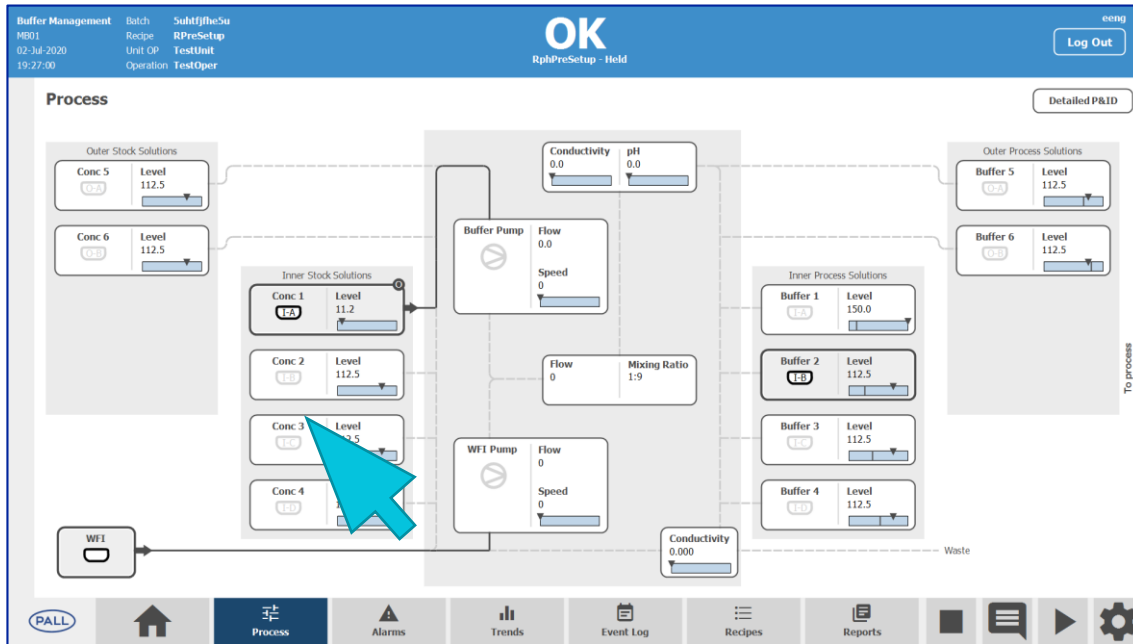 Buffer Management Batch 5uhtfjfhe5u
MB01 Recipe RPreSetup
02-Jul-2020 Unit OP TestUnit
19:27:00 Operation TestOper
OK
RphPreSetup - Held
eeng
Log Out
Process
Detailed P&ID
Outer Stock Solutions
Conc 5 Level
O-A 112.5
Conc 6 Level
O-B 112.5
Inner Stock Solutions
Conc 1 Level
I-A 11.2
Conc 2 Level
I-B 112.5
Conc 3 Level
I-C
Conc 4 Level
I-D
WFI
Conductivity pH
0.0 0.0
Buffer Pump Flow
0.0
Speed
0
Flow Mixing Ratio
0 1:9
WFI Pump Flow
0
Speed
0
Conductivity
0.000
Waste
Inner Process Solutions
Buffer 1 Level
I-A 150.0
Buffer 2 Level
I-B 112.5
Buffer 3 Level
I-C 112.5
Buffer 4 Level
I-D 112.5
Outer Process Solutions
Buffer 5 Level
O-A 112.5
Buffer 6 Level
O-B 112.5
To process
PALL
Process
Alarms
Trends
Event Log
Recipes
Reports